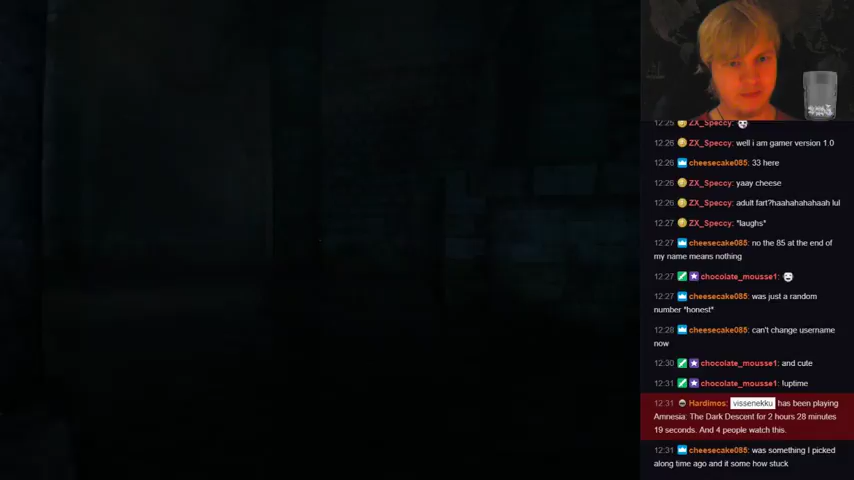 12:25 ZX_Speccy:
12:26 ZX_Speccy: well i am gamer version 1.0
12:26 cheesecake085: 33 here
12:26 ZX_Speccy: yaay cheese
12:26 ZX_Speccy: adult fart?haahahahahaah lul
12:27 ZX_Speccy: *laughs*
12:27 cheesecake085: no the 85 at the end of
my name means nothing
12:27 chocolate_mousse1:
12:27 cheesecake085: was just a random
number *honest*
12:28 cheesecake085: can't change username
now
12:30 chocolate_mousse1: and cute
12:31 chocolate_mousse1: !uptime
12:31 Hardimos: vissenekku has been playing
Amnesia: The Dark Descent for 2 hours 28 minutes
19 seconds. And 4 people watch this.
12:31 cheesecake085: was something I picked
along time ago and it some how stuck